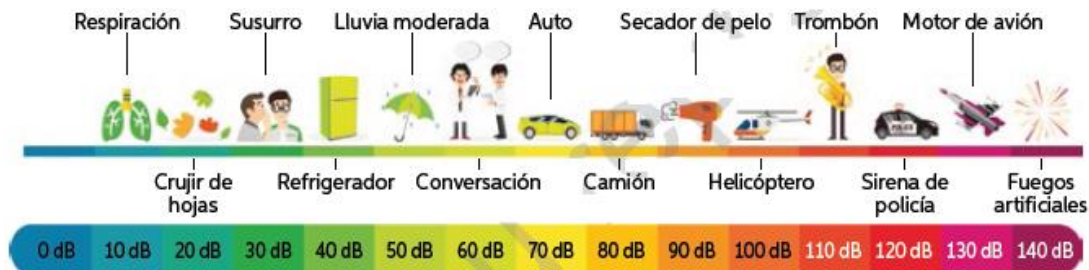 Respiración Susurro Lluvia moderada Auto Secador de pelo Trombón Motor de avión
Crujir de hojas Refrigerador Conversación Camión Helicóptero Sirena de policía Fuegos artificiales
0 dB 10 dB 20 dB 30 dB 40 dB 50 dB 60 dB 70 dB 80 dB 90 dB 100 dB 110 dB 120 dB 130 dB 140 dB